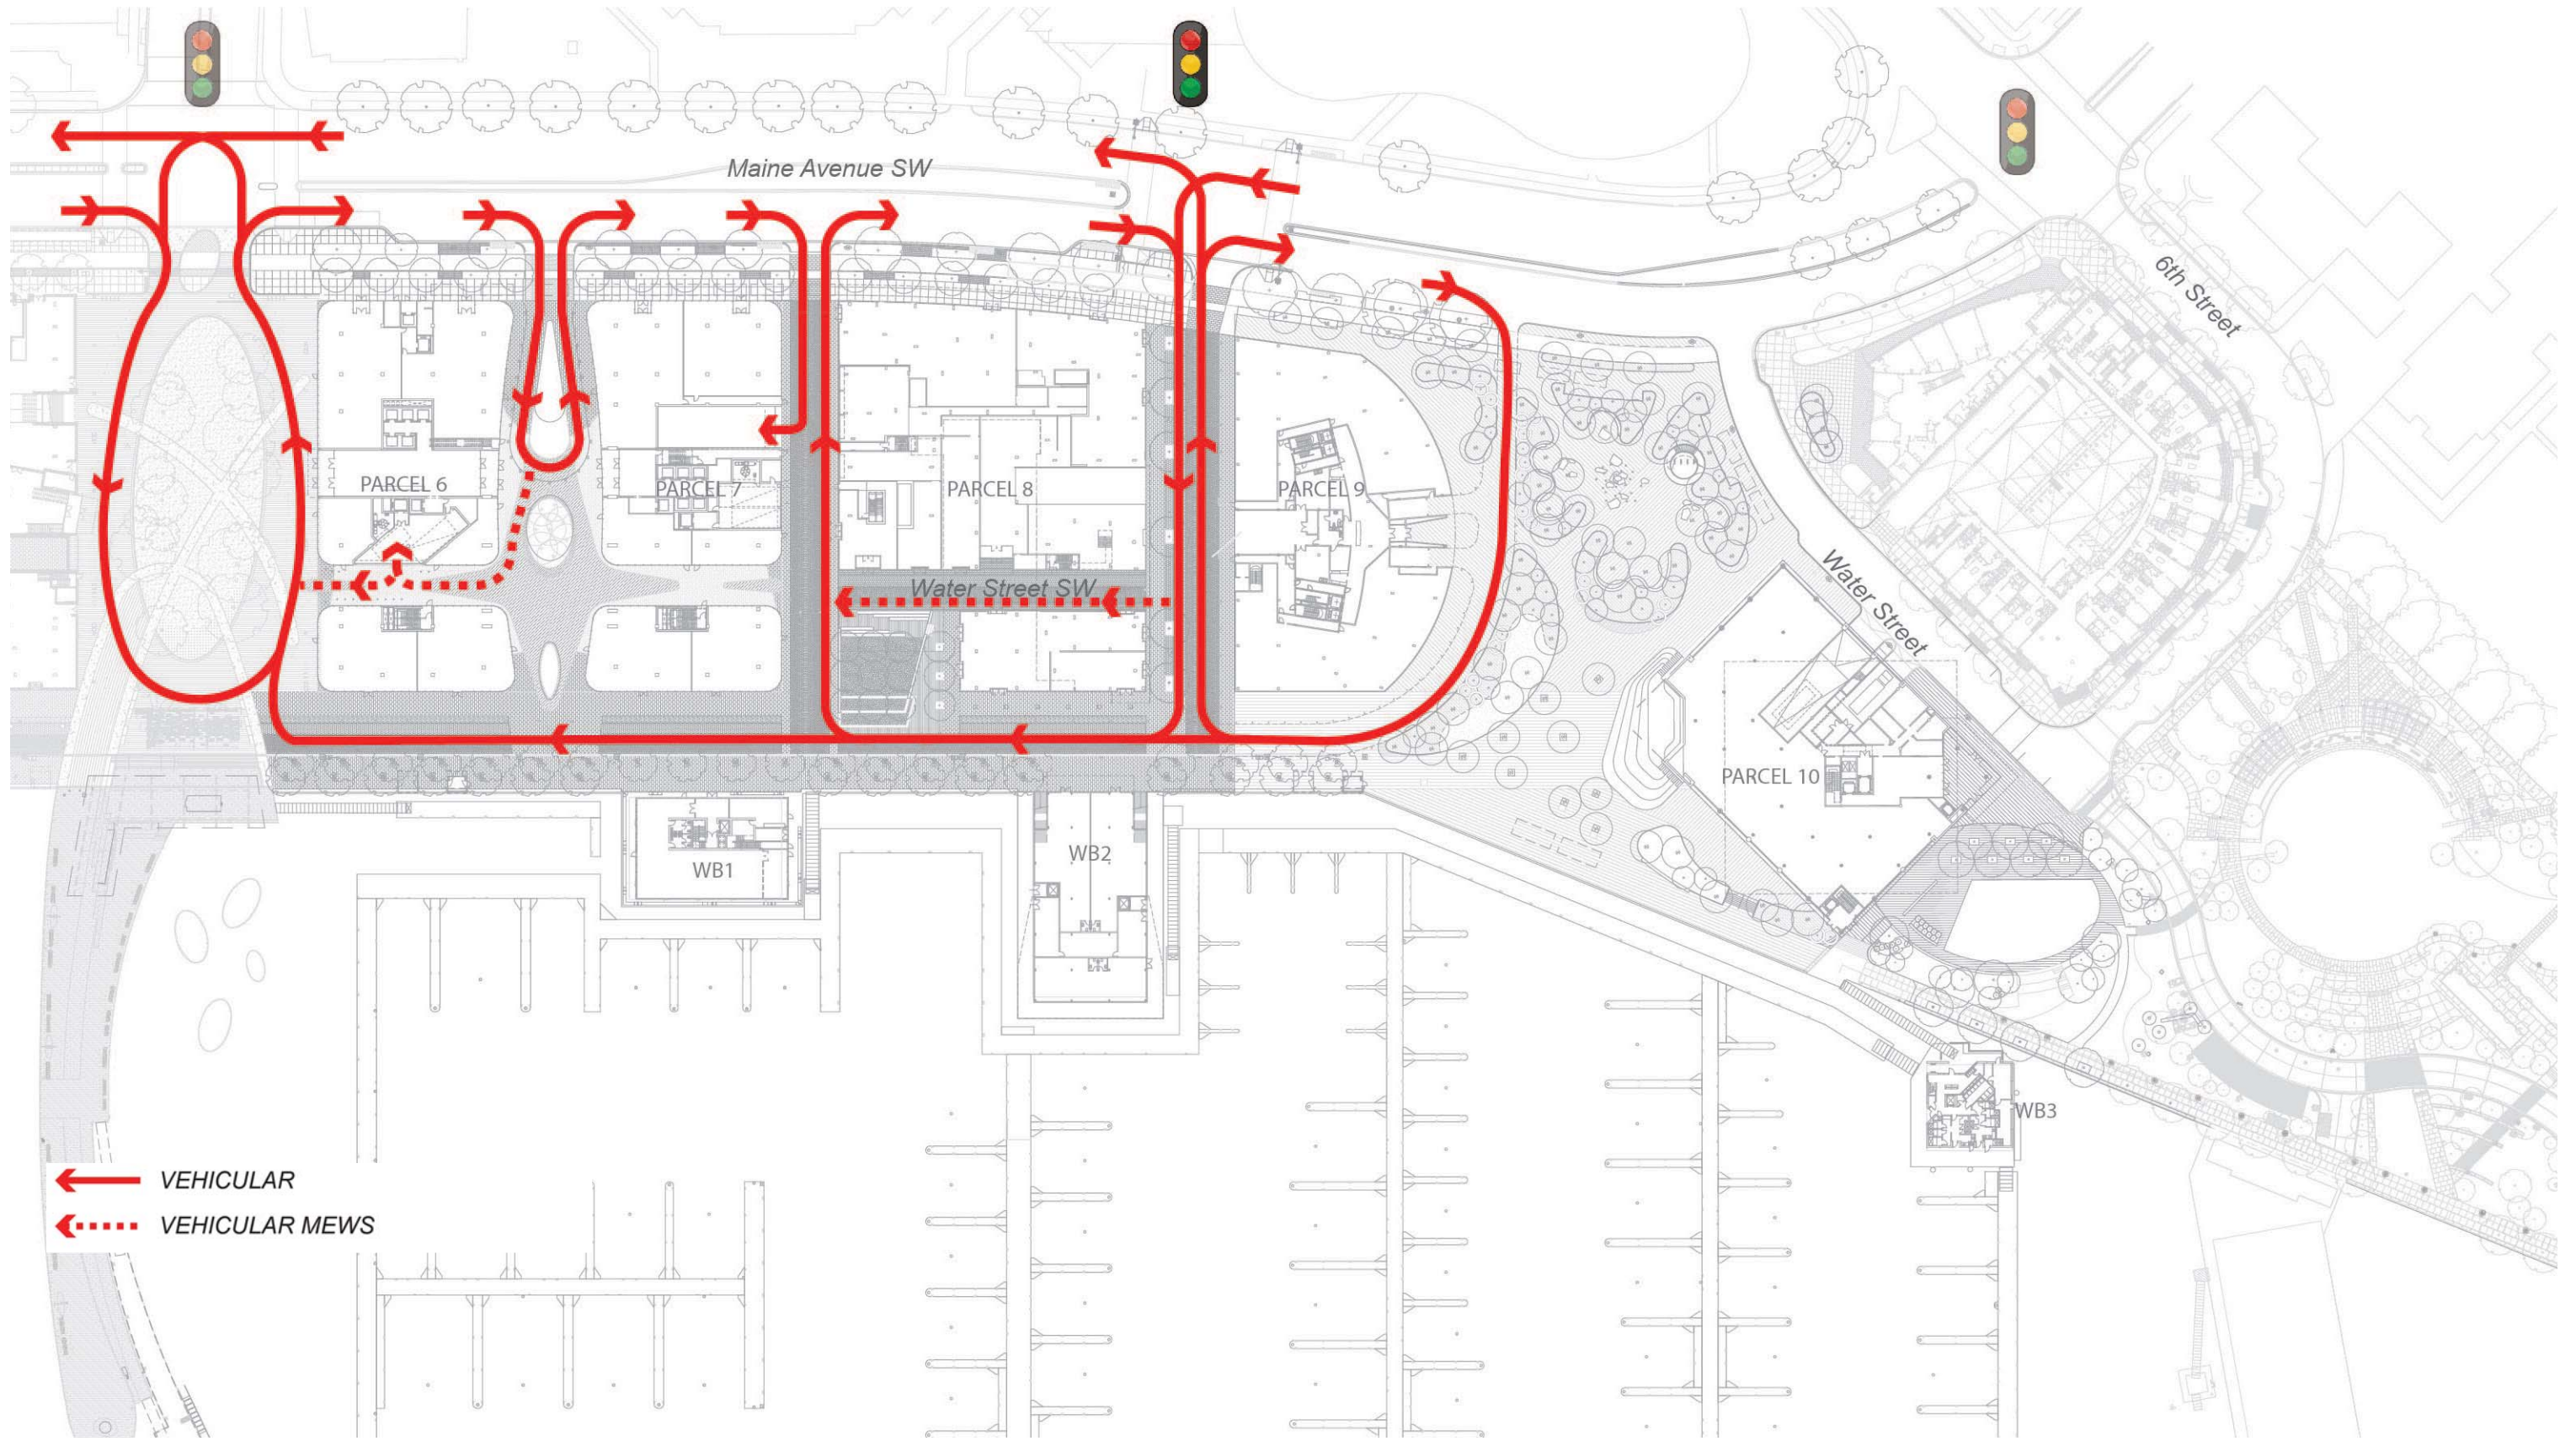 Maine Avenue SW
6th Street
PARCEL 6
PARCEL 7
PARCEL 8
PARCEL 9
Water Street SW
Water Street
PARCEL 10
WB1
WB2
WB3
VEHICULAR
VEHICULAR MEWS